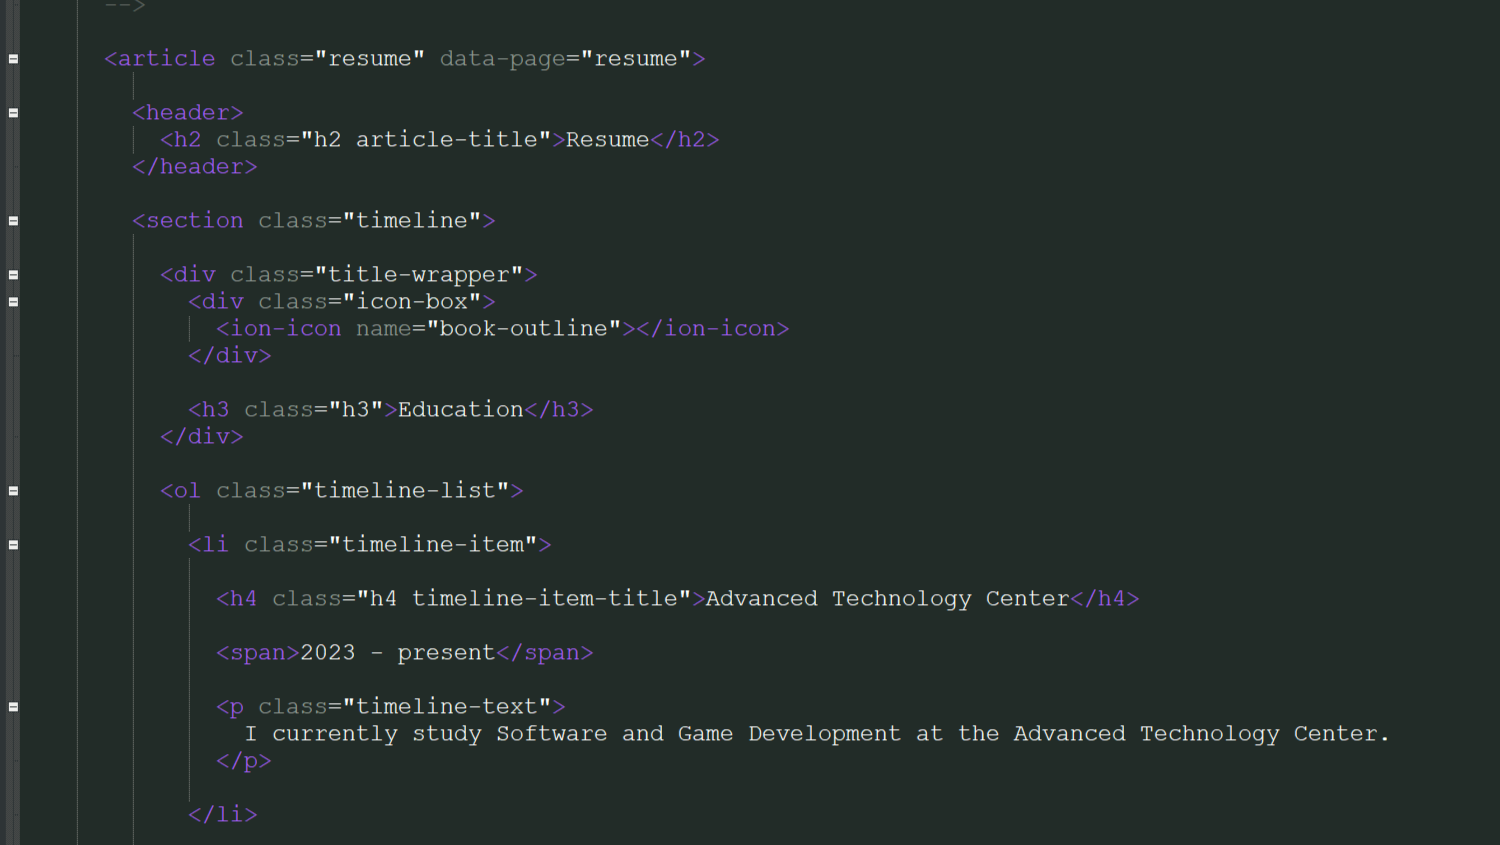 -->
<article class="resume" data-page="resume">
<header>
<h2 class="h2 article-title">Resume</h2>
</header>
<section class="timeline">
<div class="title-wrapper">
<div class="icon-box">
<ion-icon name="book-outline"></ion-icon>
</div>
<h3 class="h3">Education</h3>
</div>
<ol class="timeline-list">
<li class="timeline-item">
<h4 class="h4 timeline-item-title">Advanced Technology Center</h4>
<span>2023 - present</span>
<p class="timeline-text">
I currently study Software and Game Development at the Advanced Technology Center.
</p>
</li>